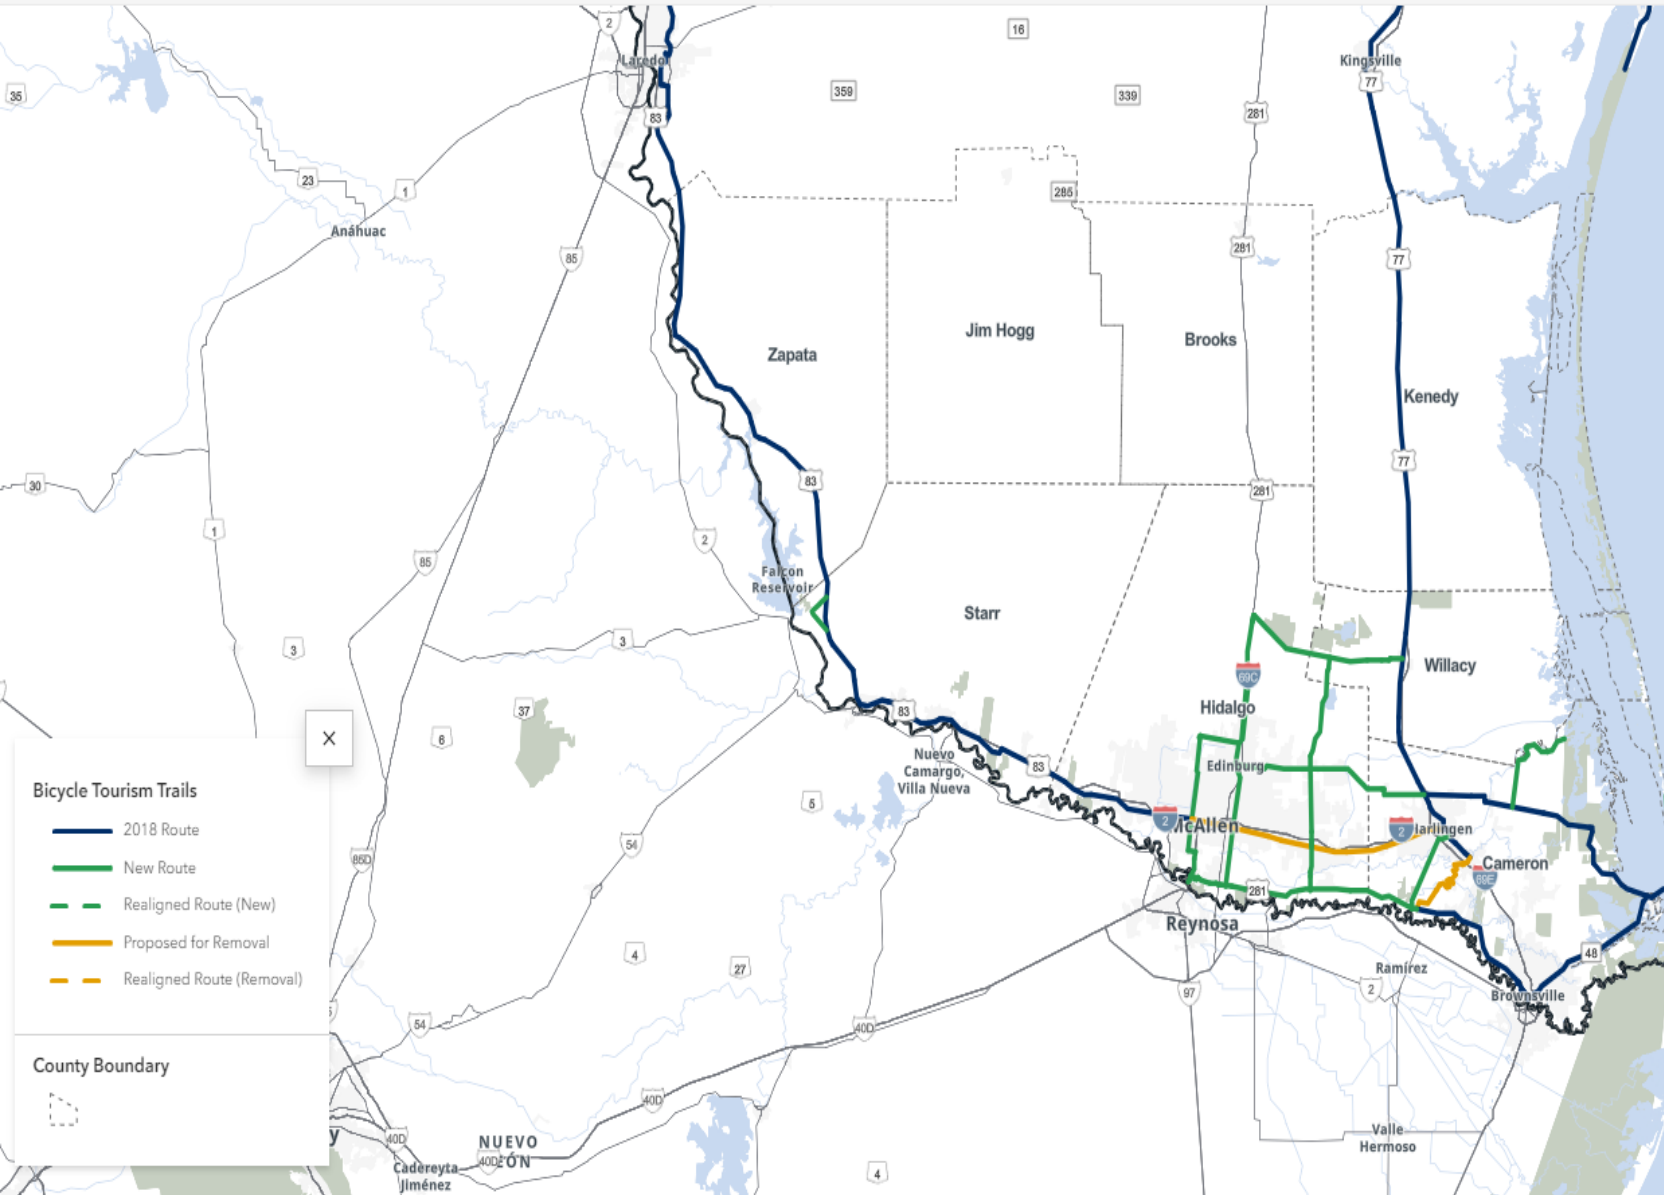 2
Laredo
16
Kingsville
77
35
359
339
83
281
23
1
285
Anáhuac
85
281
77
Jim Hogg
Brooks
Zapata
Kenedy
77
30
83
281
1
2
85
Falcon
Reservoir
Starr
3
3
Willacy
69C
37
83
Hidalgo
6
Nuevo
Camargo,
Villa Nueva
83
Edinburg
5
2
McAllen
2
Harlingen
54
85D
Cameron
69E
281
Reynosa
4
27
48
Ramírez
97
2
Brownsville
54
40D
40D
Valle
Hermoso
40D
NUEVO
LEÓN
40D
Cadereyta
Jiménez
4
y
Bicycle Tourism Trails
2018 Route
New Route
Realigned Route (New)
Proposed for Removal
Realigned Route (Removal)
County Boundary